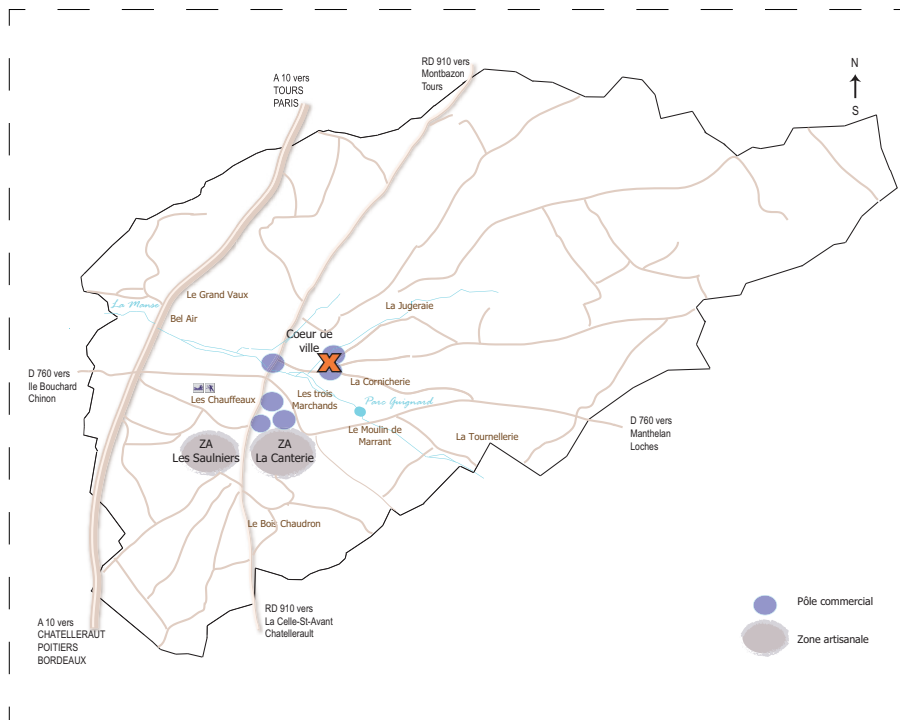 RD 910 vers
Montbazon
Tours
N
S
A 10 vers
TOURS
PARIS
Le Grand Vaux
La Manse
Bel Air
La Jugeraie
Coeur de
ville
X
D 760 vers
Ile Bouchard
Chinon
La Cornicherie
Les Chauffeaux
Les trois
Marchands
Parc Guignard
Le Moulin de
Marrant
La Tournellerie
D 760 vers
Manthelan
Loches
ZA
Les Saulniers
ZA
La Canterie
Le Bois Chaudron
RD 910 vers
La Celle-St-Avant
Chatellerault
A 10 vers
CHATELLERAUT
POITIERS
BORDEAUX
Pôle commercial
Zone artisanale